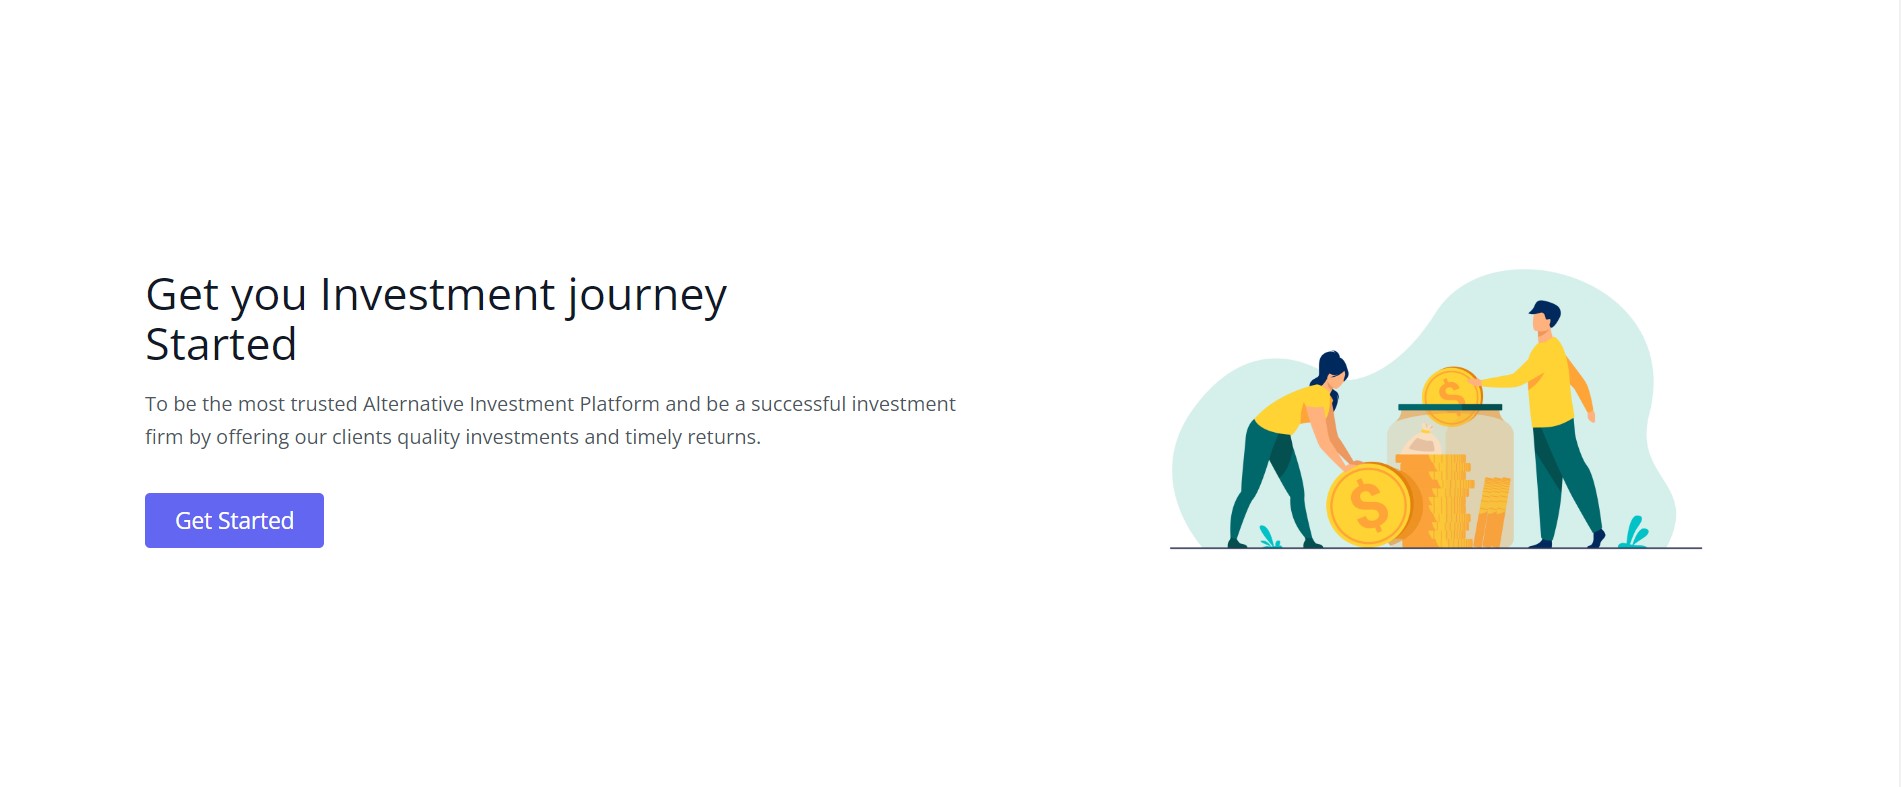 Get you Investment journey
Started
To be the most trusted Alternative Investment Platform and be a successful investment
firm by offering our clients quality investments and timely returns.
Get Started
$
$